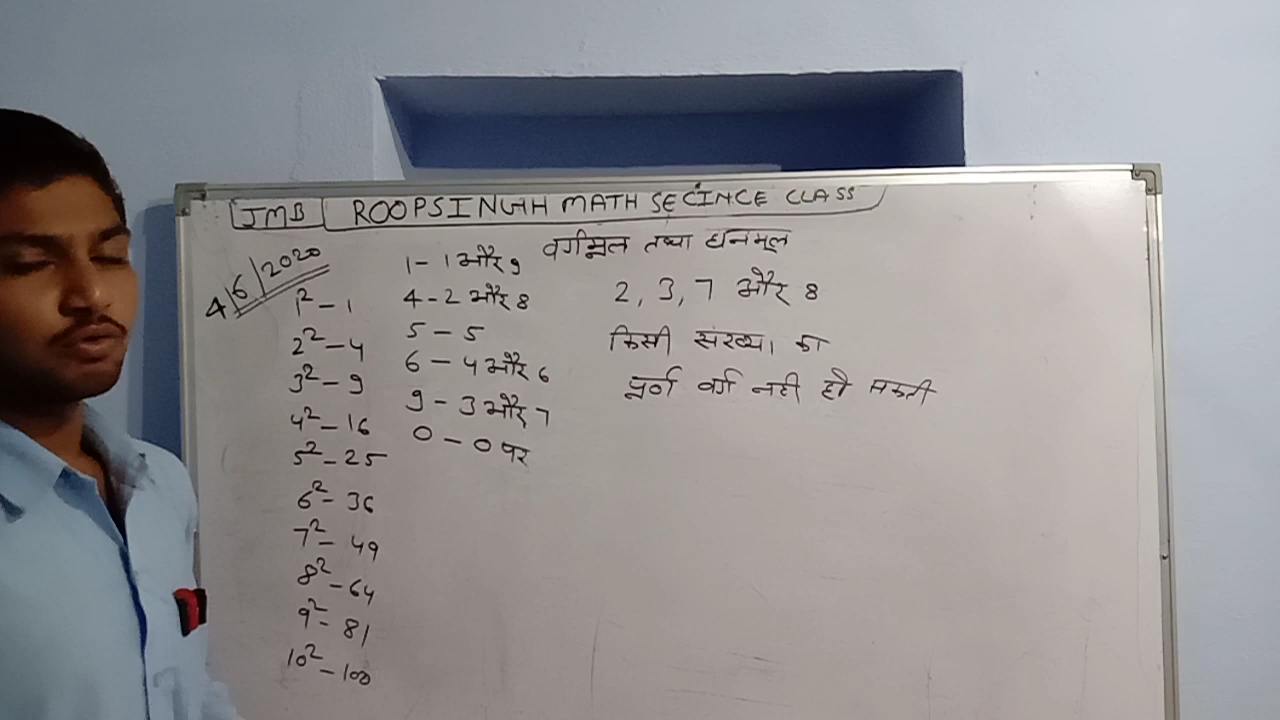 JMB ROOPSINGH MATH SECINCE CLASS
4/6/2020
वर्गमूल तथा घनमूल
1² - 1
2² - 4
3² - 9
4² - 16
5² - 25
6² - 36
7² - 49
8² - 64
9² - 81
10² - 100
1 - 1 और 9
4 - 2 और 8
5 - 5
6 - 4 और 6
9 - 3 और 7
0 - 0 पर
2, 3, 7 और 8
किसी संख्या का
पूर्ण वर्ग नही हो सकती